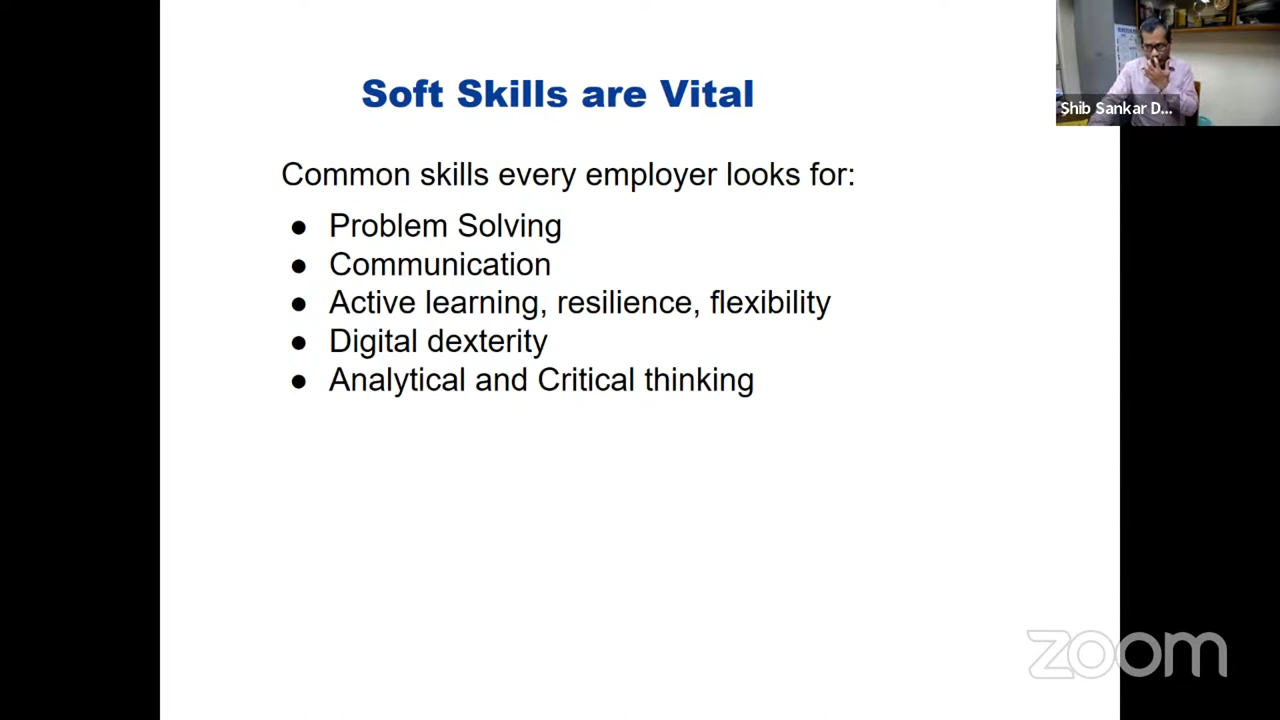 Soft Skills are Vital
Shib Sankar D...
Common skills every employer looks for:
● Problem Solving
● Communication
● Active learning, resilience, flexibility
● Digital dexterity
● Analytical and Critical thinking
zoom